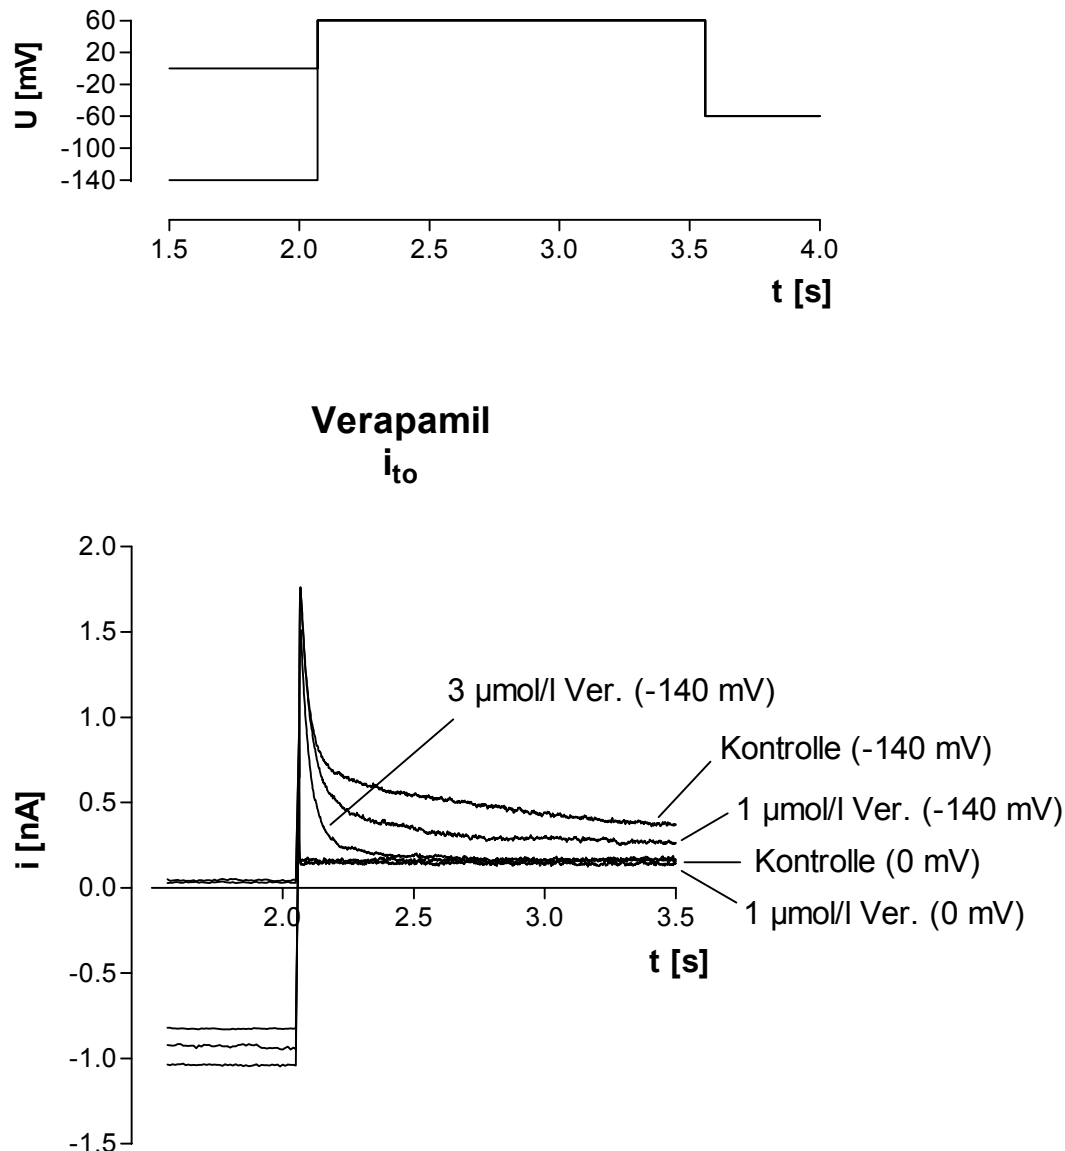 60
20
-20
-60
-100
-140
U [mV]
1.5 2.0 2.5 3.0 3.5 4.0
t [s]
Verapamil
ito
2.0
1.5
1.0
0.5
0.0
-0.5
-1.0
-1.5
i [nA]
3 µmol/l Ver. (-140 mV)
Kontrolle (-140 mV)
1 µmol/l Ver. (-140 mV)
Kontrolle (0 mV)
1 µmol/l Ver. (0 mV)
2.0 2.5 3.0 3.5
t [s]